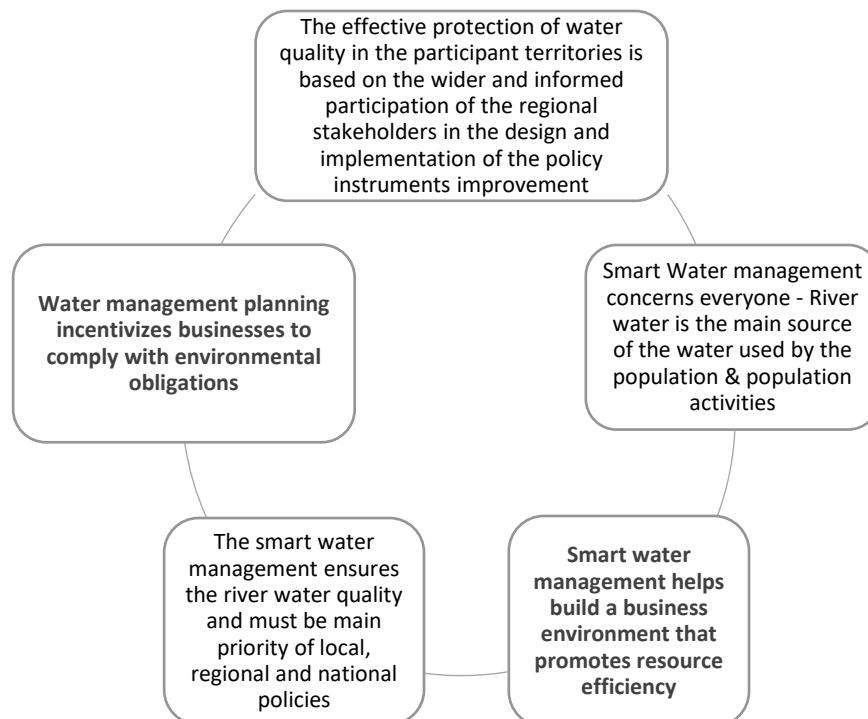 The effective protection of water
quality in the participant territories is
based on the wider and informed
participation of the regional
stakeholders in the design and
implementation of the policy
instruments improvement
Smart Water management
concerns everyone - River
water is the main source
of the water used by the
population & population
activities
Smart water
management helps
build a business
environment that
promotes resource
efficiency
The smart water
management ensures
the river water quality
and must be main
priority of local,
regional and national
policies
Water management planning
incentivizes businesses to
comply with environmental
obligations